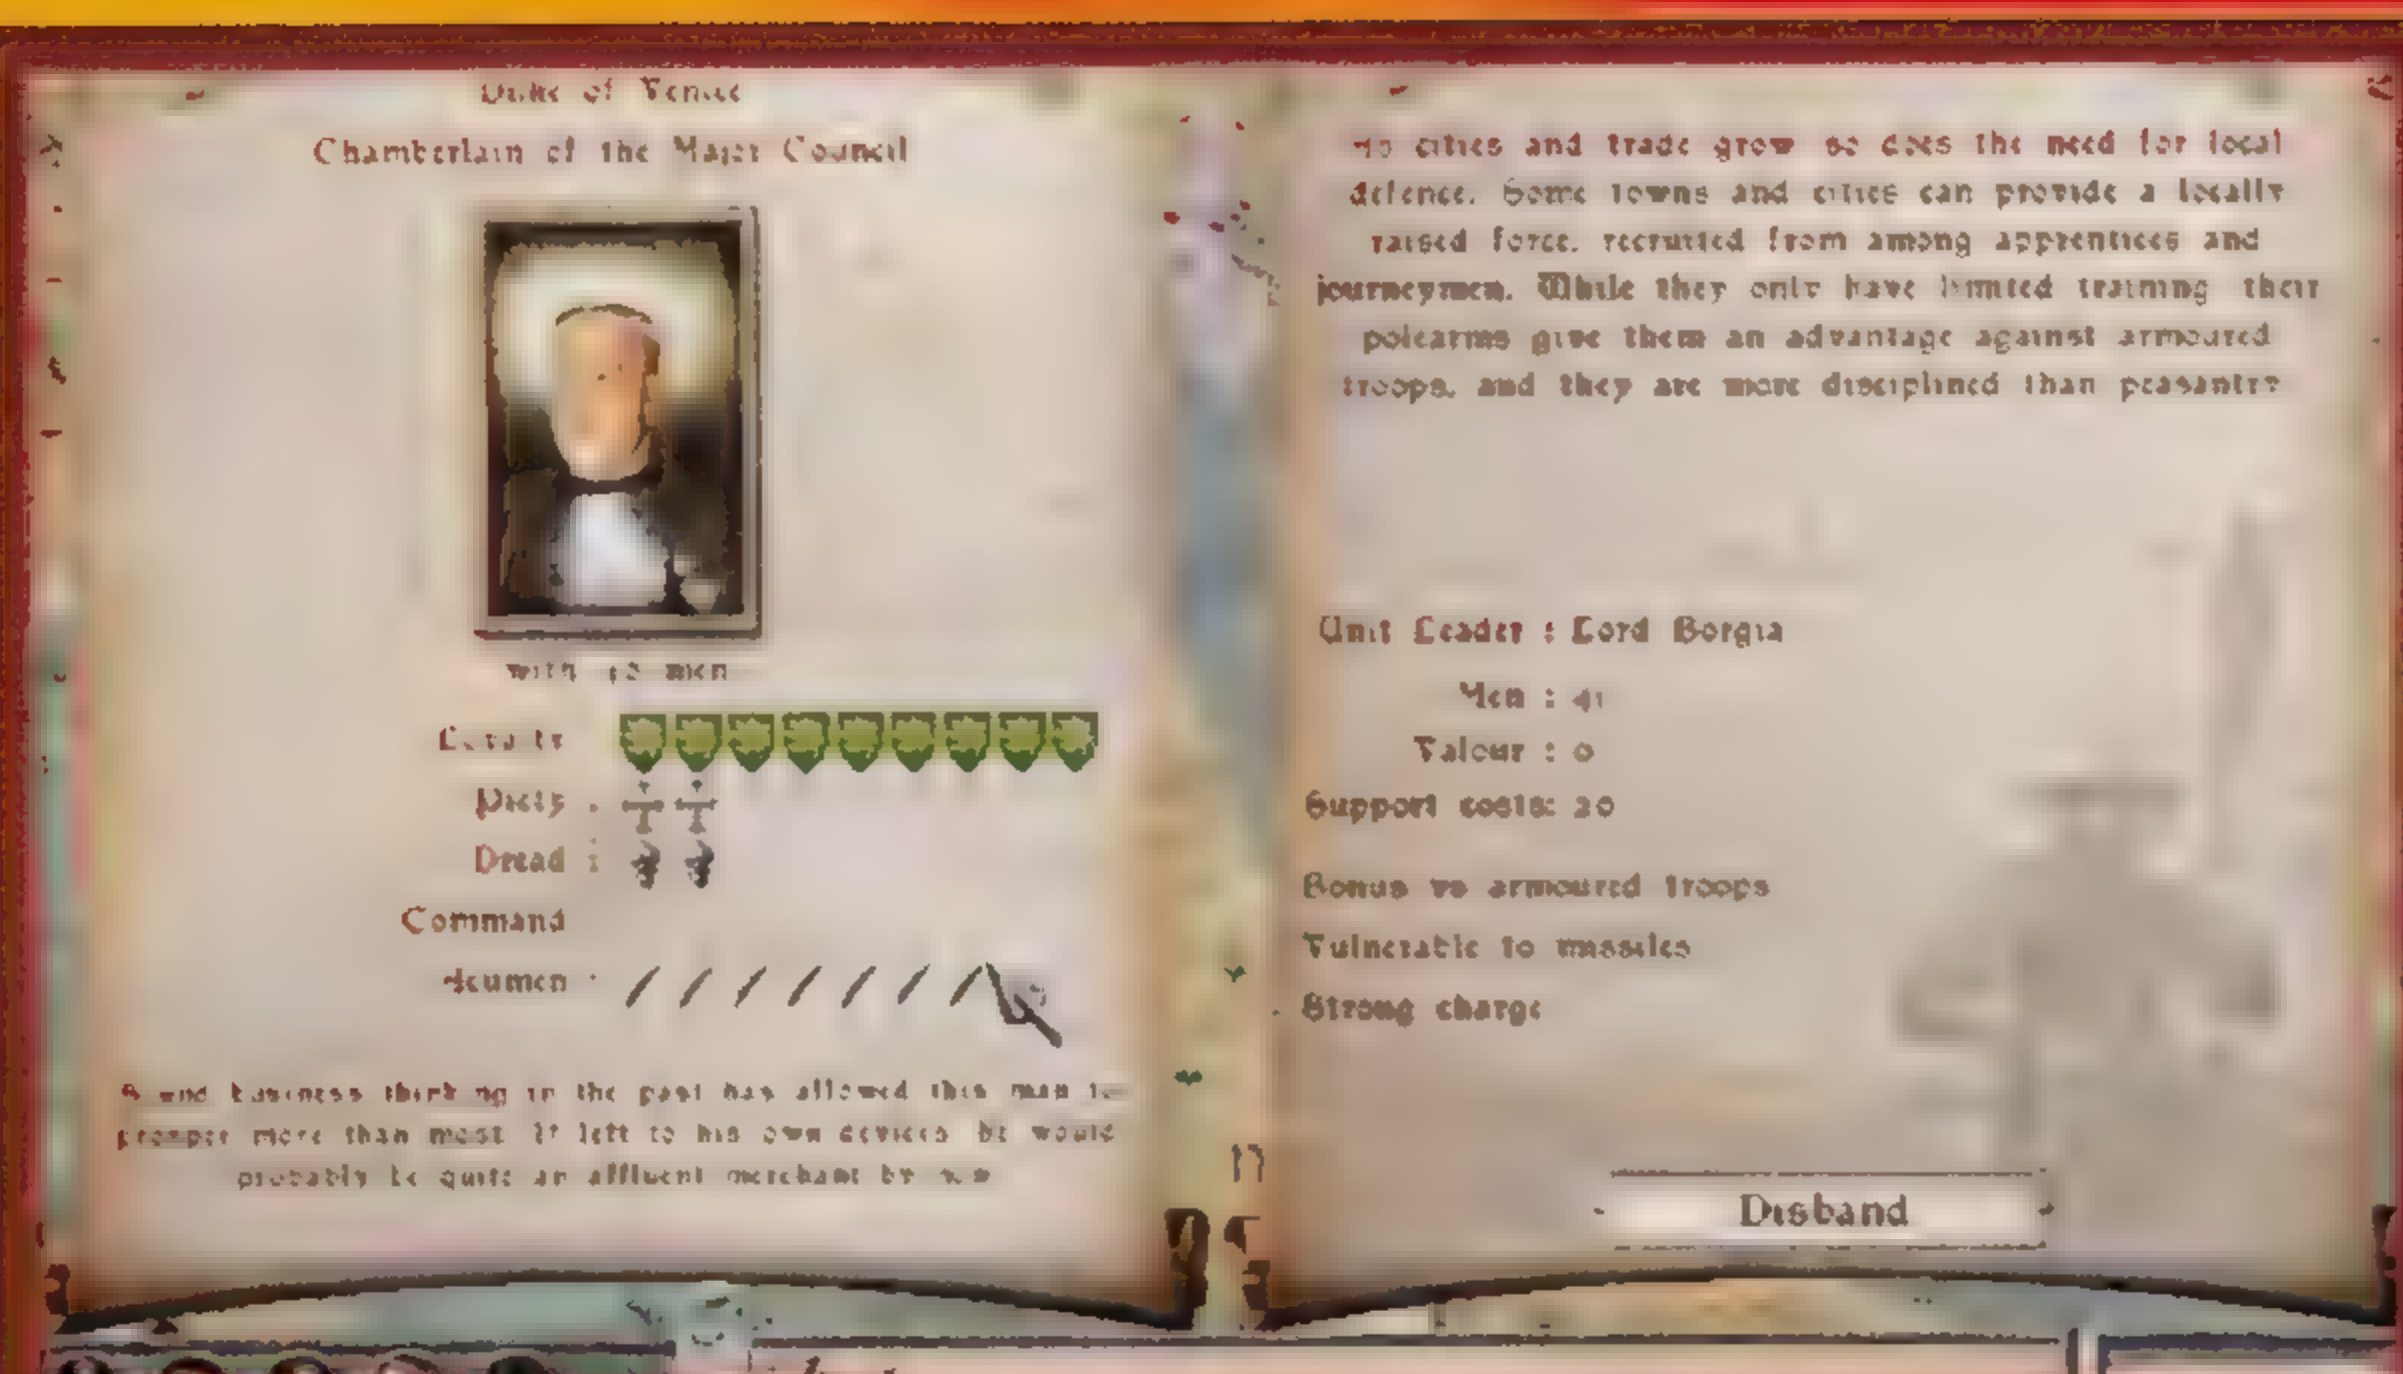 Duke of Venice
Chamberlain of the Major Council
with men
Loyalty
Piety :
Dread :
Command
Acumen :
Sound business thinking in the past has allowed this man to
prosper more than most. If left to his own devices he would
probably be quite an affluent merchant by now
As cities and trade grow so does the need for local
defence. Some towns and cities can provide a locally
raised force, recruited from among apprentices and
journeymen. While they only have limited training their
polearms give them an advantage against armoured
troops, and they are more disciplined than peasantry
Unit Leader : Lord Borgia
Men : 41
Valour : 0
Support costs: 20
Bonus vs armoured troops
Vulnerable to missiles
Strong charge
Disband